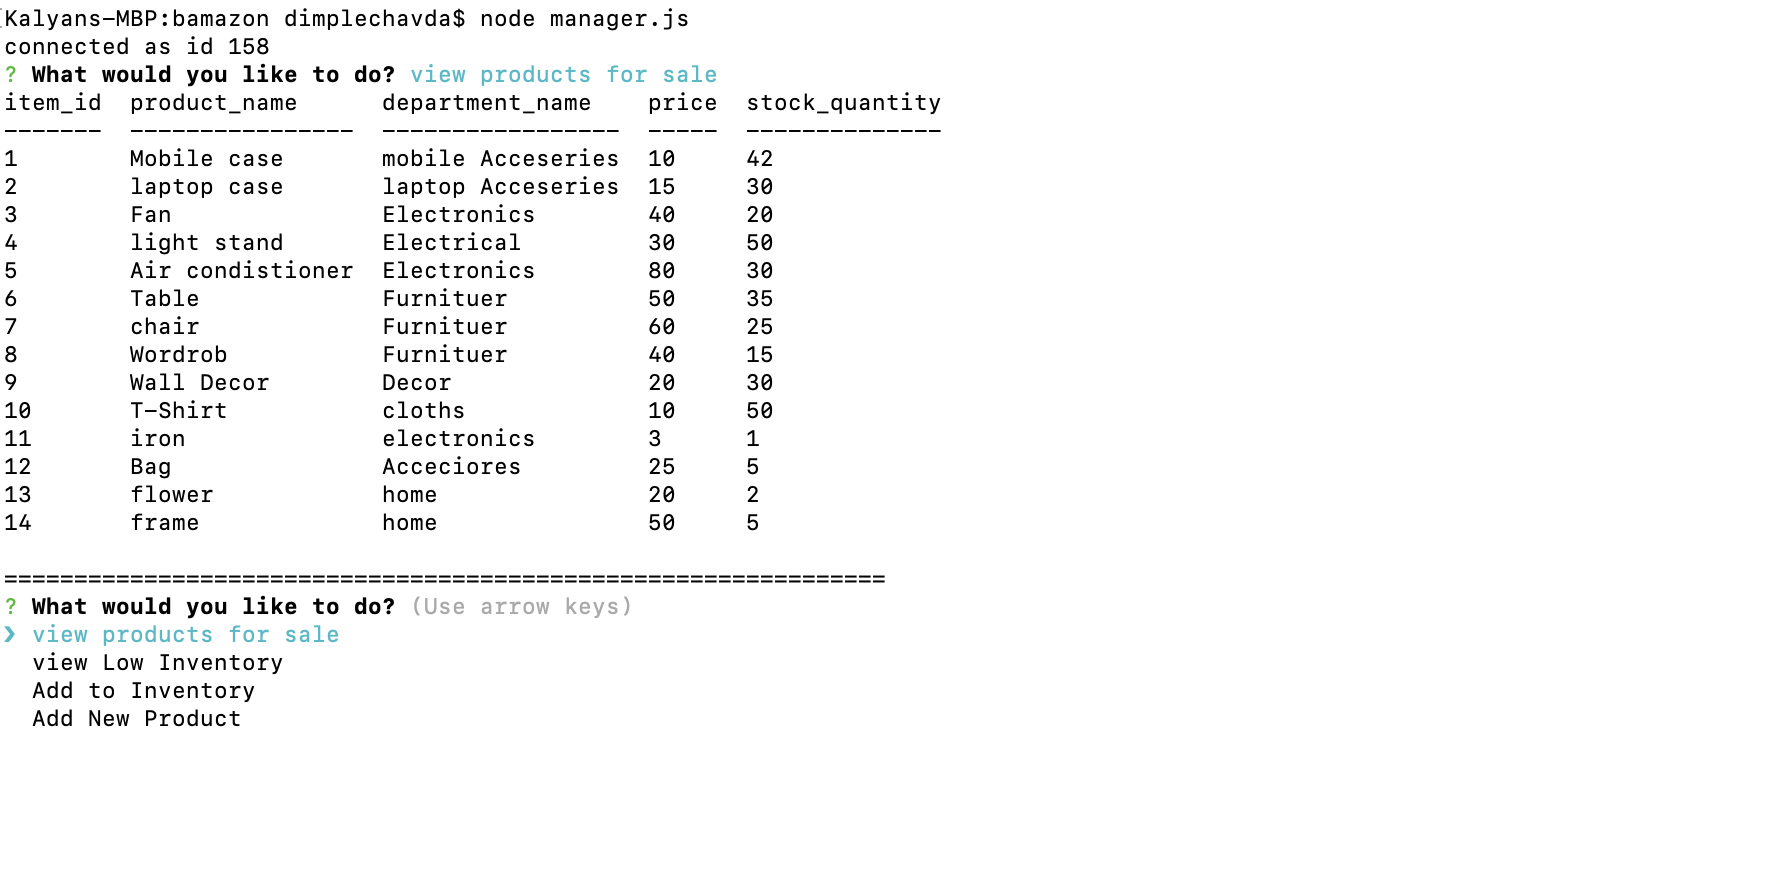 Kalyans-MBP:bamazon dimplechavda$ node manager.js
connected as id 158
? What would you like to do? view products for sale
item_id  product_name      department_name    price  stock_quantity
-------  ----------------  -----------------  -----  --------------
1        Mobile case       mobile Acceseries  10     42
2        laptop case       laptop Acceseries  15     30
3        Fan               Electronics        40     20
4        light stand       Electrical         30     50
5        Air condistioner  Electronics        80     30
6        Table             Furnituer          50     35
7        chair             Furnituer          60     25
8        Wordrob           Furnituer          40     15
9        Wall Decor        Decor              20     30
10       T-Shirt           cloths             10     50
11       iron              electronics        3      1
12       Bag               Acceciores         25     5
13       flower            home               20     2
14       frame             home               50     5
===============================================================
? What would you like to do? (Use arrow keys)
❯ view products for sale
  view Low Inventory
  Add to Inventory
  Add New Product